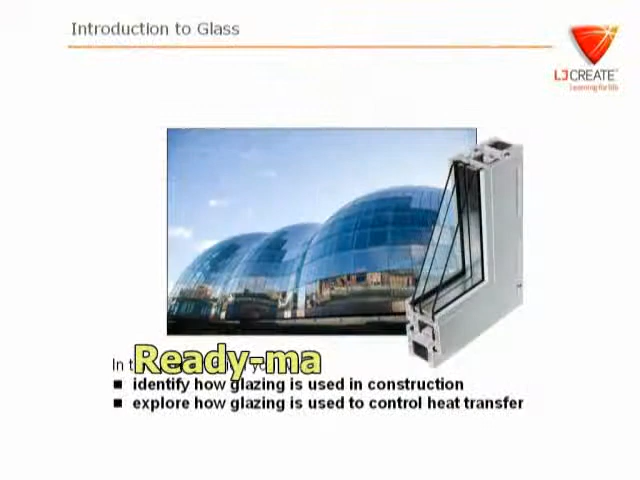 Introduction to Glass
LJCREATE
Learning for life
In t
Ready-ma
identify how glazing is used in construction
explore how glazing is used to control heat transfer